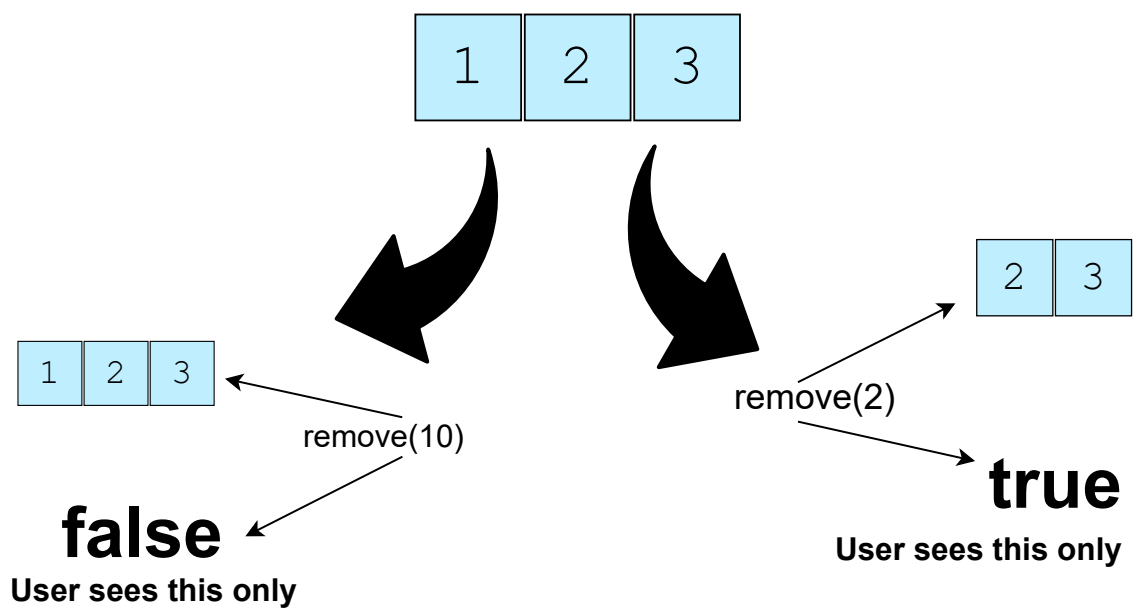 1 2 3
2 3
1 2 3
remove(2)
remove(10)
true
false
User sees this only
User sees this only